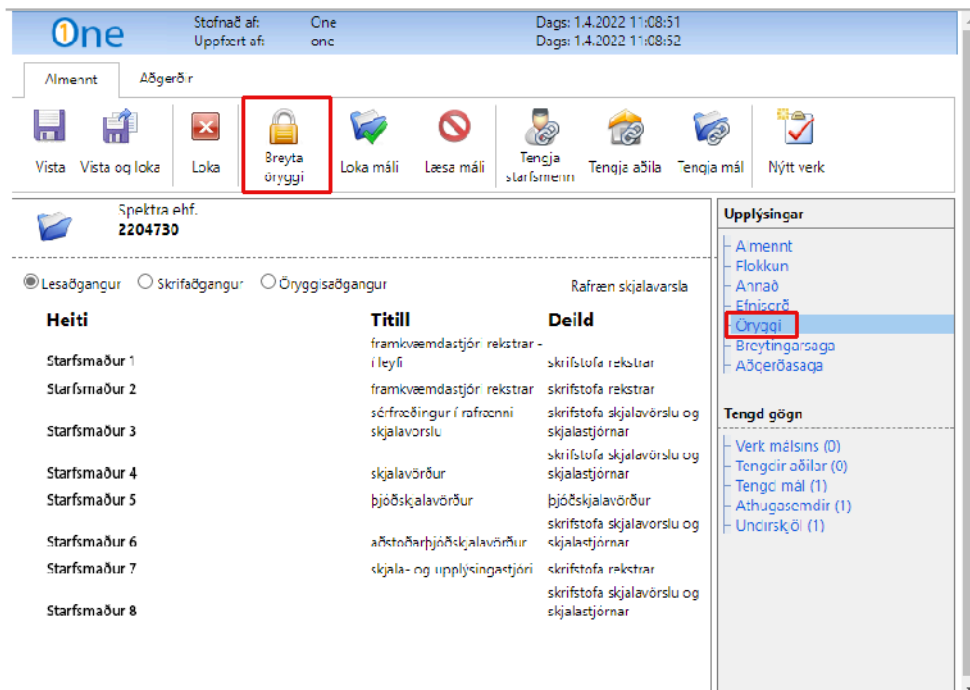 One
Stofnað af: One Dags: 1.4.2022 11:08:51
Uppfært af: one Dags: 1.4.2022 11:08:52
Almennt Aðgerðir
Vista Vista og loka Loka Breyta öryggi Loka máli Læsa máli Tengja starfsmenn Tengja aðila Tengja mál Nýtt verk
Spektra ehf.
2204730
Lesaðgangur Skrifaðgangur Öryggisaðgangur Rafræn skjalavarsla
Heiti Titill Deild
framkvæmdastjóri rekstrar -
Starfsmaður 1 í leyfi skrifstofa rekstrar
Starfsmaður 2 framkvæmdastjóri rekstrar skrifstofa rekstrar
sérfræðingur í rafrænni skrifstofa skjalavörslu og
Starfsmaður 3 skjalavörslu skjalastjórnar
skrifstofa skjalavörslu og
Starfsmaður 4 skjalavörður skjalastjórnar
Starfsmaður 5 þjóðskjalavörður þjóðskjalavörður
skrifstofa skjalavörslu og
Starfsmaður 6 aðstoðarþjóðskjalavörður skjalastjórnar
Starfsmaður 7 skjala- og upplýsingastjóri skrifstofa rekstrar
skrifstofa skjalavörslu og
Starfsmaður 8 skjalastjórnar
Upplýsingar
Almennt
Flokkun
Annað
Efnisorð
Öryggi
Breytingarsaga
Aðgerðasaga
Tengd gögn
Verk málsins (0)
Tengdir aðilar (0)
Tengd mál (1)
Athugasemdir (1)
Undirskjöl (1)